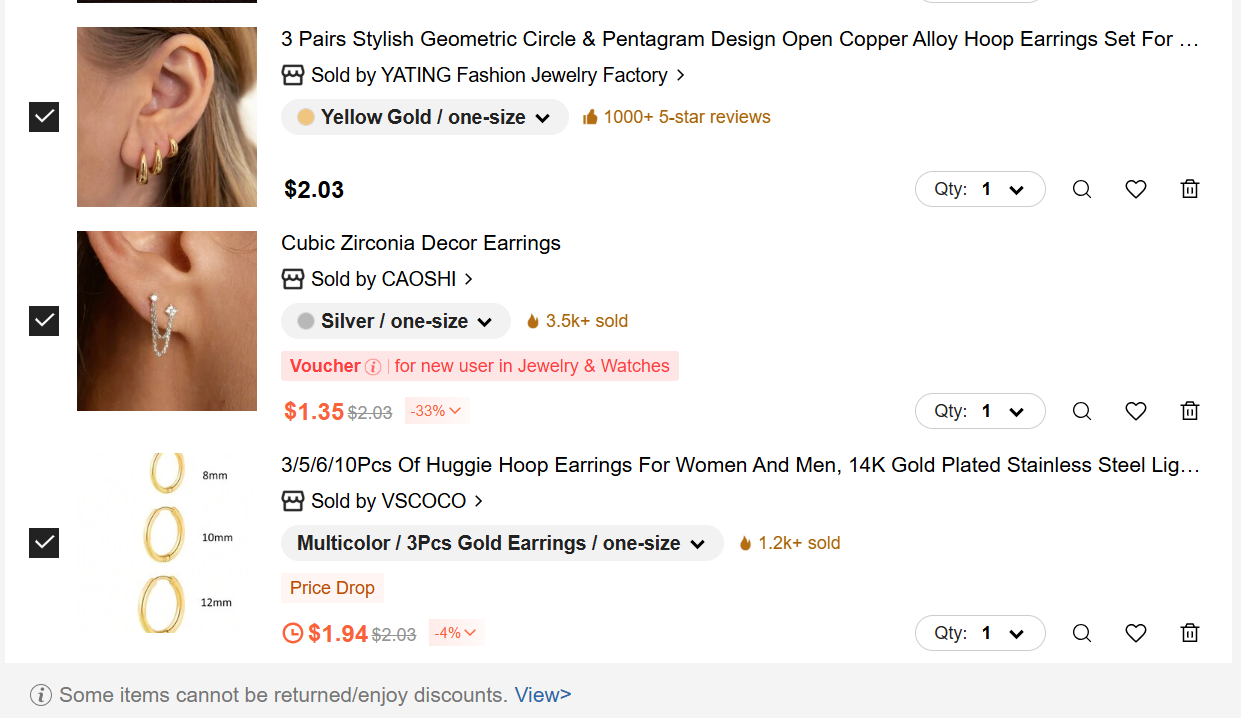 3 Pairs Stylish Geometric Circle & Pentagram Design Open Copper Alloy Hoop Earrings Set For ...
Sold by YATING Fashion Jewelry Factory >
Yellow Gold / one-size
1000+ 5-star reviews
$2.03
Qty: 1
Cubic Zirconia Decor Earrings
Sold by CAOSHI >
Silver / one-size
3.5k+ sold
Voucher | for new user in Jewelry & Watches
$1.35 $2.03 -33%
Qty: 1
8mm
10mm
12mm
3/5/6/10Pcs Of Huggie Hoop Earrings For Women And Men, 14K Gold Plated Stainless Steel Lig...
Sold by VSCOCO >
Multicolor / 3Pcs Gold Earrings / one-size
1.2k+ sold
Price Drop
$1.94 $2.03 -4%
Qty: 1
Some items cannot be returned/enjoy discounts. View>